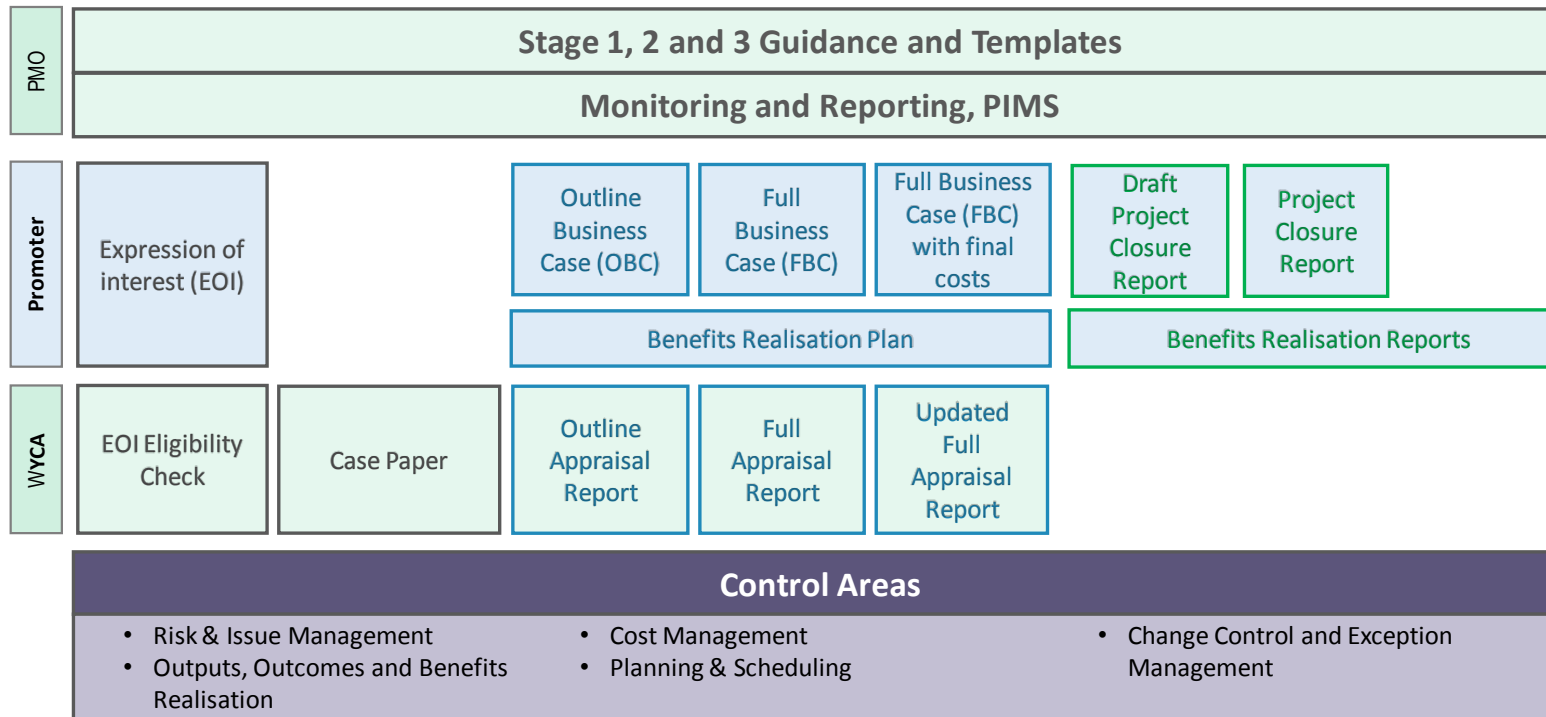 PMO
Stage 1, 2 and 3 Guidance and Templates
Monitoring and Reporting, PIMS
Promoter
Expression of
interest (EOI)
Outline
Business
Case (OBC)
Full
Business
Case (FBC)
Full Business
Case (FBC)
with final
costs
Draft
Project
Closure
Report
Project
Closure
Report
Benefits Realisation Plan
Benefits Realisation Reports
WYCA
EOI Eligibility
Check
Case Paper
Outline
Appraisal
Report
Full
Appraisal
Report
Updated
Full
Appraisal
Report
Control Areas
• Risk & Issue Management
• Outputs, Outcomes and Benefits
Realisation
• Cost Management
• Planning & Scheduling
• Change Control and Exception
Management